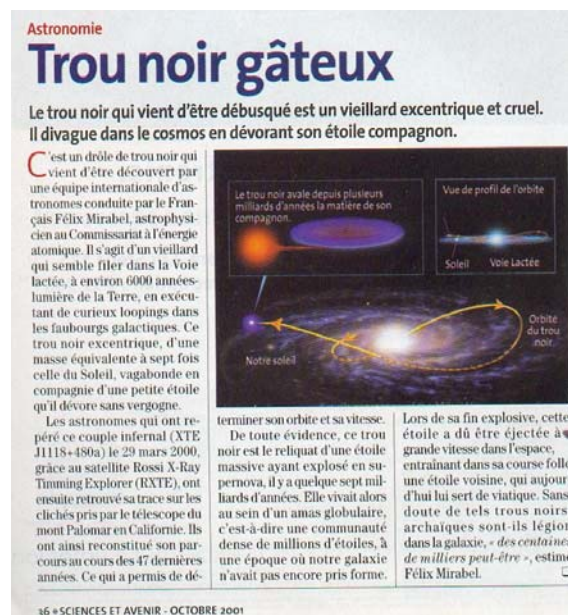 Astronomie
Trou noir gâteux
Le trou noir qui vient d'être débusqué est un vieillard excentrique et cruel.
Il divague dans le cosmos en dévorant son étoile compagnon.
C'est un drôle de trou noir qui
vient d'être découvert par
une équipe internationale d'as-
tronomes conduite par le Fran-
çais Félix Mirabel, astrophysi-
cien au Commissariat à l'énergie
atomique. Il s'agit d'un vieillard
qui semble filer dans la Voie
lactée, à environ 6000 années-
lumière de la Terre, en exécu-
tant de curieux loopings dans
les faubourgs galactiques. Ce
trou noir excentrique, d'une
masse équivalente à sept fois
celle du Soleil, vagabonde en
compagnie d'une petite étoile
qu'il dévore sans vergogne.
Les astronomes qui ont re-
péré ce couple infernal (XTE
J1118+480a) le 29 mars 2000,
grâce au satellite Rossi X-Ray
Timming Explorer (RXTE), ont
ensuite retrouvé sa trace sur les
clichés pris par le télescope du
mont Palomar en Californie. Ils
ont ainsi reconstitué son par-
cours au cours des 47 dernières
années. Ce qui a permis de dé-
Le trou noir avale depuis plusieurs
milliards d'années la matière de son
compagnon.
Vue de profil de l'orbite
Soleil Voie Lactée
Orbite
du trou
noir
Notre soleil
terminer son orbite et sa vitesse.
De toute évidence, ce trou
noir est le reliquat d'une étoile
massive ayant explosé en su-
pernova, il y a quelque sept mil-
liards d'années. Elle vivait alors
au sein d'un amas globulaire,
c'est-à-dire une communauté
dense de millions d'étoiles, à
une époque où notre galaxie
n'avait pas encore pris forme.
Lors de sa fin explosive, cette
étoile a dû être éjectée à
grande vitesse dans l'espace,
entraînant dans sa course folle
une étoile voisine, qui aujour
d'hui lui sert de viatique. Sans
doute de tels trous noirs
archaïques sont-ils légion
dans la galaxie, « des centaines
de milliers peut-être », estime
Félix Mirabel.
36 • SCIENCES ET AVENIR - OCTOBRE 2001